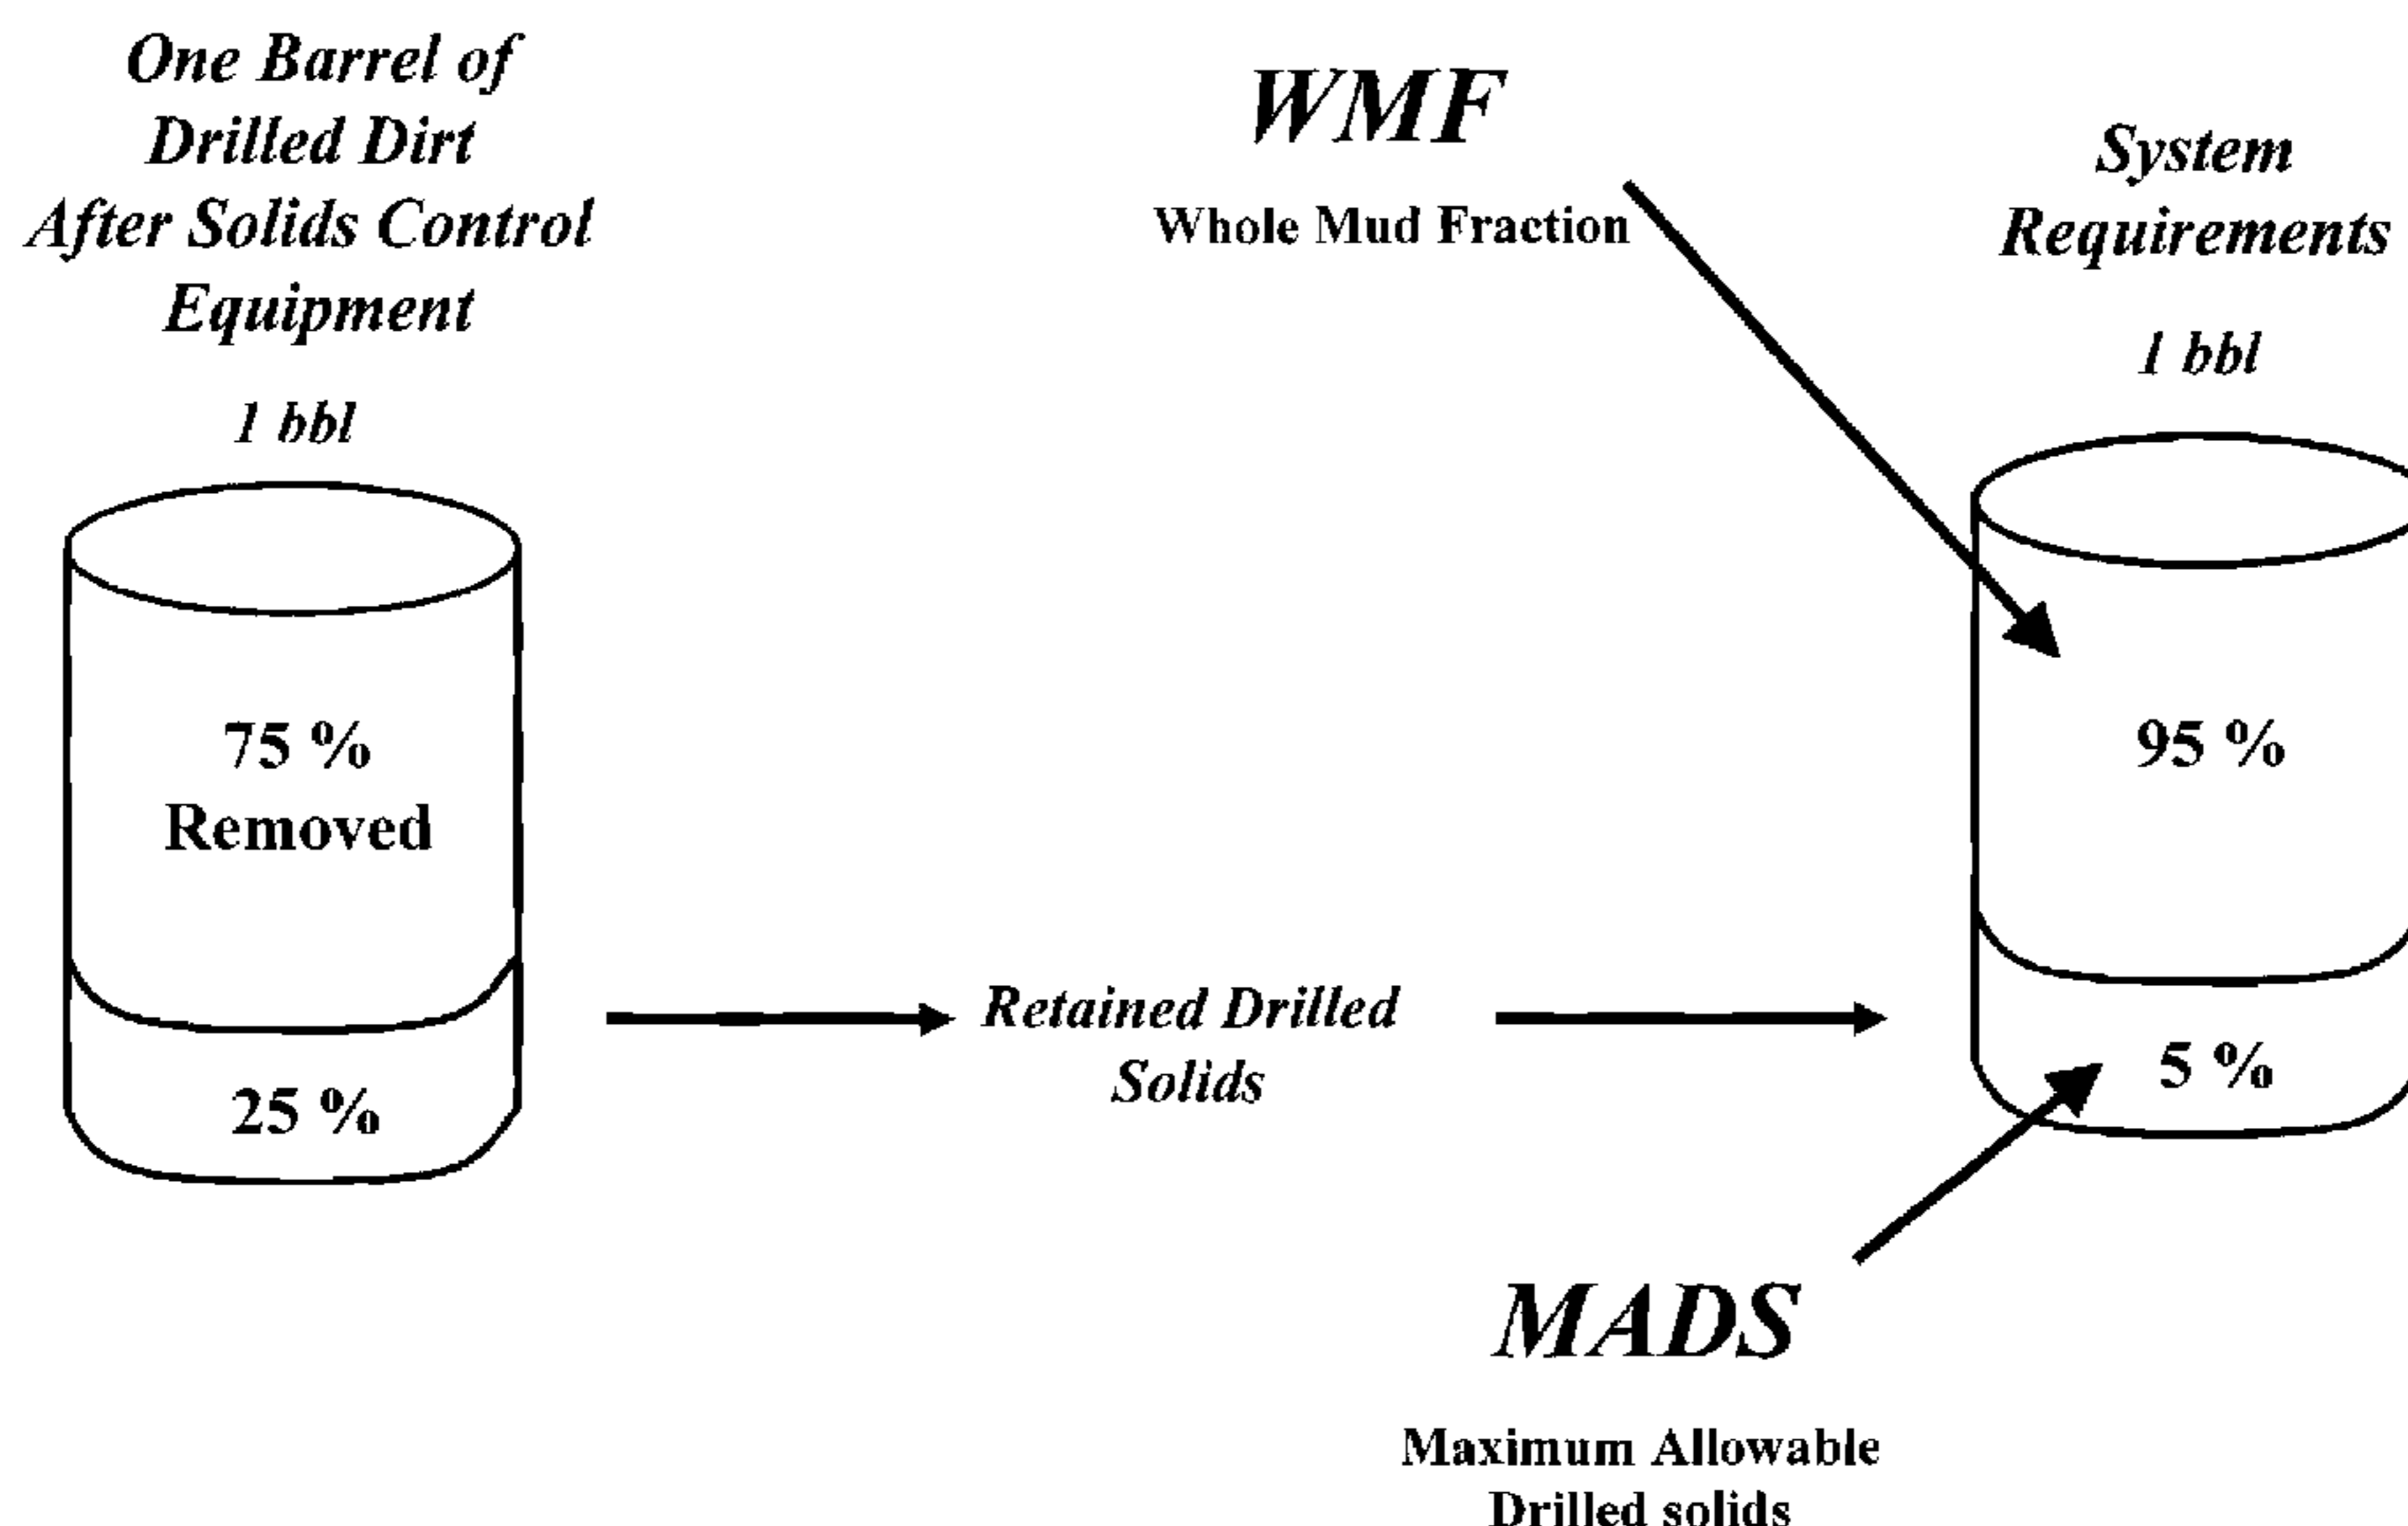 One Barrel of
Drilled Dirt
After Solids Control
Equipment
1 bbl
75 %
Removed
25 %
WMF
Whole Mud Fraction
Retained Drilled
Solids
System
Requirements
1 bbl
95 %
5 %
MADS
Maximum Allowable
Drilled solids